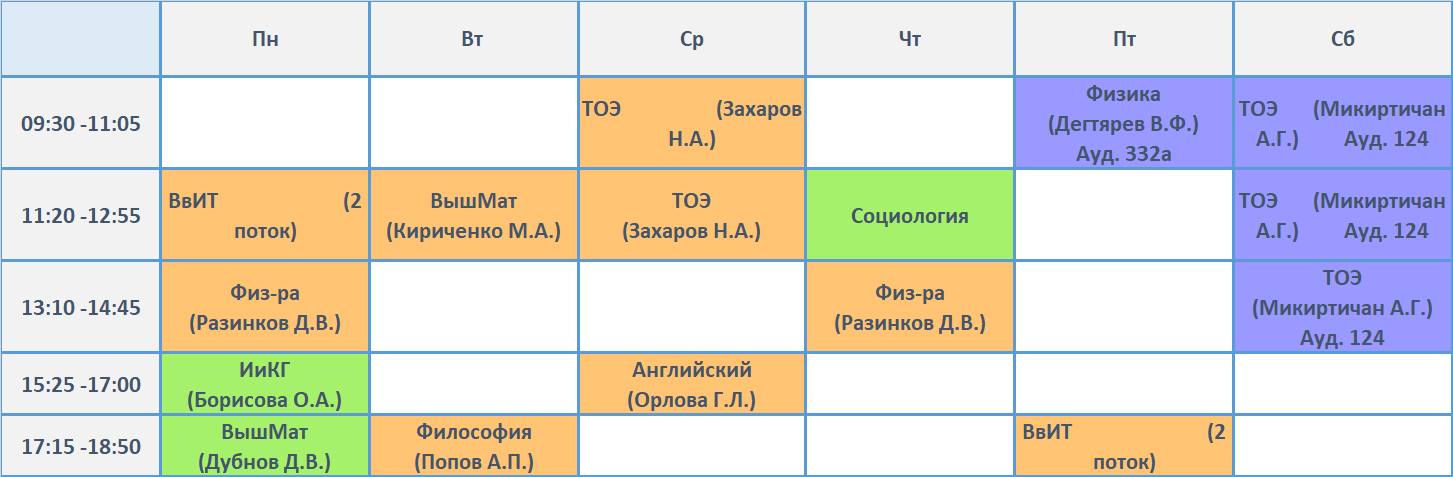 Пн Вт Ср Чт Пт Сб
09:30 -11:05
ТОЭ (Захаров
Н.А.)
Физика
(Дегтярев В.Ф.)
Ауд. 332а
ТОЭ (Микиртичан
А.Г.) Ауд. 124
11:20 -12:55
ВвИТ (2
поток)
ВышМат
(Кириченко М.А.)
ТОЭ
(Захаров Н.А.)
Социология
ТОЭ (Микиртичан
А.Г.) Ауд. 124
13:10 -14:45
Физ-ра
(Разинков Д.В.)
Физ-ра
(Разинков Д.В.)
ТОЭ
(Микиртичан А.Г.)
Ауд. 124
15:25 -17:00
ИиКГ
(Борисова О.А.)
Английский
(Орлова Г.Л.)
17:15 -18:50
ВышМат
(Дубнов Д.В.)
Философия
(Попов А.П.)
ВвИТ (2
поток)